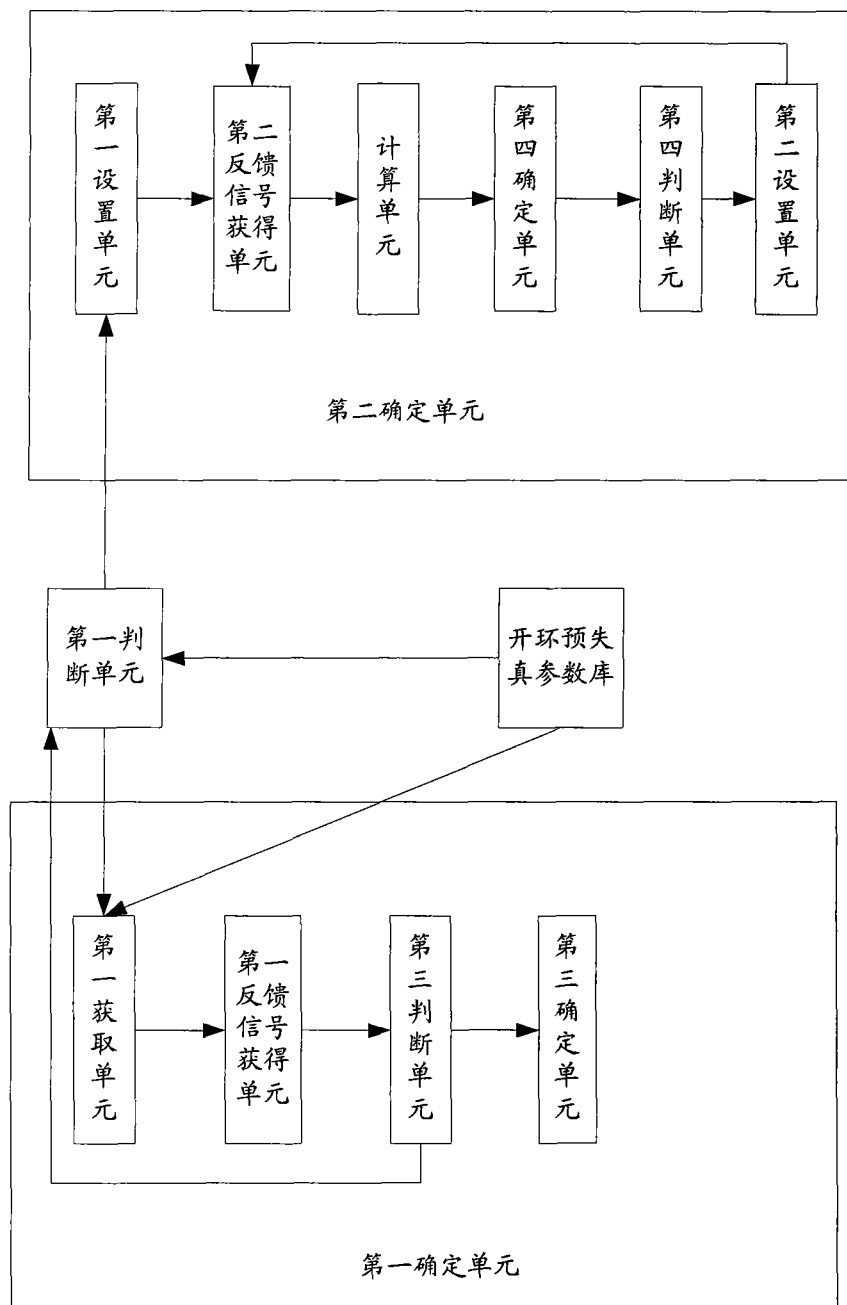 第一设置单元
第二
反馈
信号
获得
单元
计算单元
第四确定单元
第四判断单元
第二设置单元
第二确定单元
第一判
断单元
开环预失
真参数库
第一获取单元
第一
反馈
信号
获得
单元
第三判断单元
第三确定单元
第一确定单元